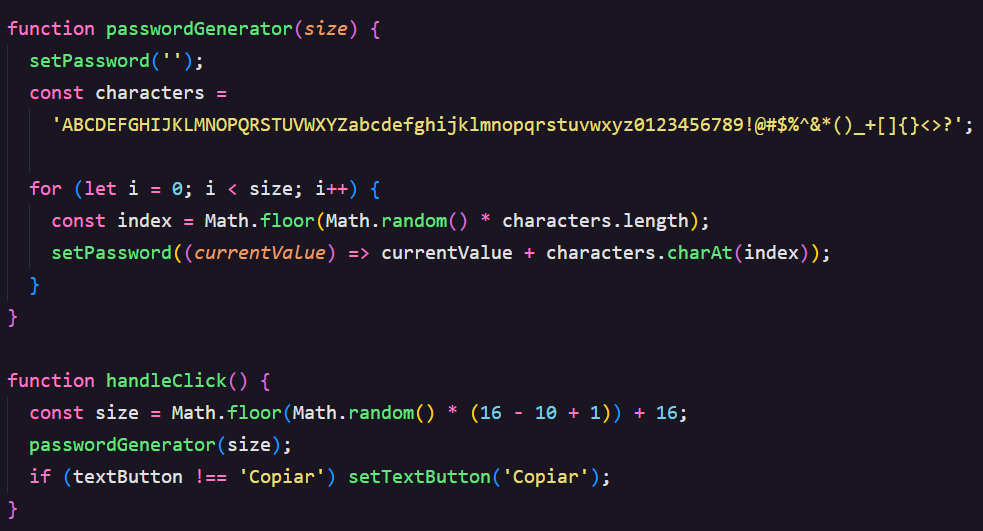 function passwordGenerator(size) {
  setPassword('');
  const characters =
    'ABCDEFGHIJKLMNOPQRSTUVWXYZabcdefghijklmnopqrstuvwxyz0123456789!@#$%^&*()_+[]{}<>?';

  for (let i = 0; i < size; i++) {
    const index = Math.floor(Math.random() * characters.length);
    setPassword((currentValue) => currentValue + characters.charAt(index));
  }
}

function handleClick() {
  const size = Math.floor(Math.random() * (16 - 10 + 1)) + 16;
  passwordGenerator(size);
  if (textButton !== 'Copiar') setTextButton('Copiar');
}